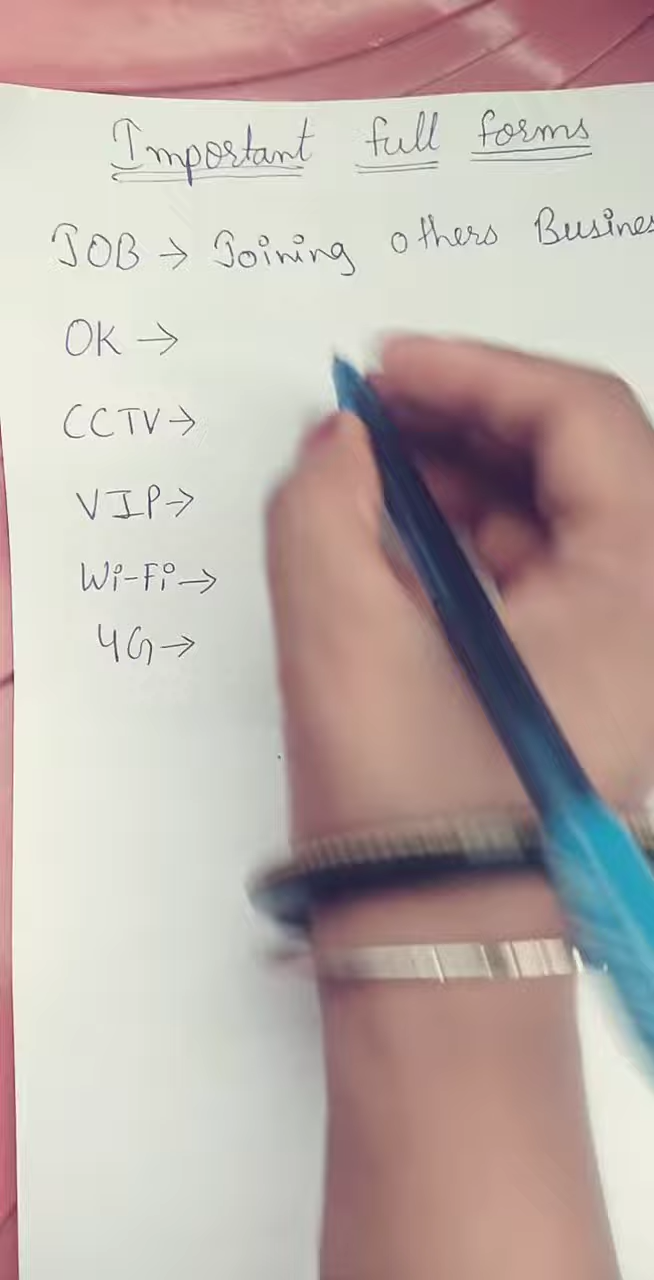 Important full forms
JOB → Joining others Busines
OK →
CCTV →
VIP →
Wi-Fi →
4G →